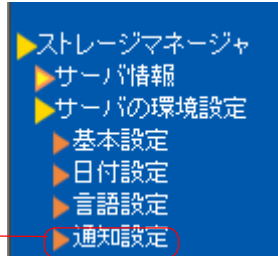 ストレージマネージャ
サーバ情報
サーバの環境設定
基本設定
日付設定
言語設定
通知設定